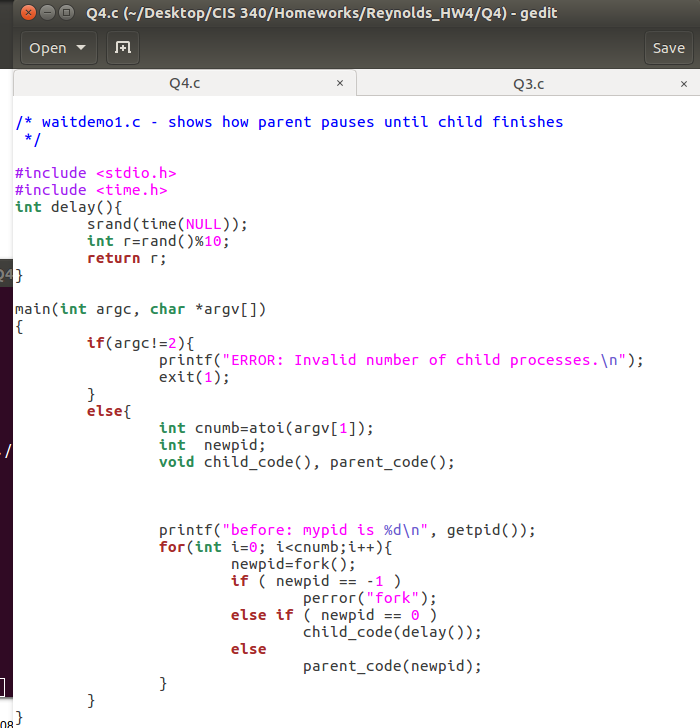 Q4.c (~/Desktop/CIS 340/Homeworks/Reynolds_HW4/Q4) - gedit
Open Save
Q4.c × Q3.c ×
/* waitdemo1.c - shows how parent pauses until child finishes
 */
#include <stdio.h>
#include <time.h>
int delay(){
        srand(time(NULL));
        int r=rand()%10;
        return r;
}
Q4
main(int argc, char *argv[])
{
        if(argc!=2){
                printf("ERROR: Invalid number of child processes.\n");
                exit(1);
        }
        else{
                int cnumb=atoi(argv[1]);
                int  newpid;
                void child_code(), parent_code();
/
                printf("before: mypid is %d\n", getpid());
                for(int i=0; i<cnumb;i++){
                        newpid=fork();
                        if ( newpid == -1 )
                                perror("fork");
                        else if ( newpid == 0 )
                                child_code(delay());
                        else
                                parent_code(newpid);
                }
        }
}
08